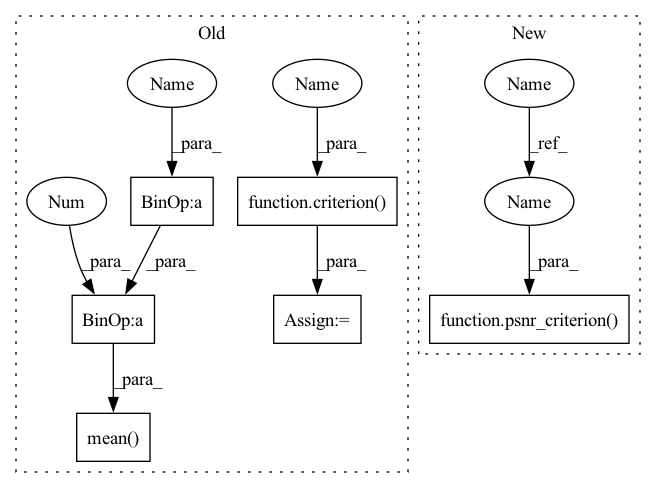 Old
New
Name
Name
Name
_para_
_para_
_ref_
Num
BinOp:a
function.criterion()
Name
_para_
_para_
_para_
_para_
BinOp:a
Assign:=
function.psnr_criterion()
_para_
mean()